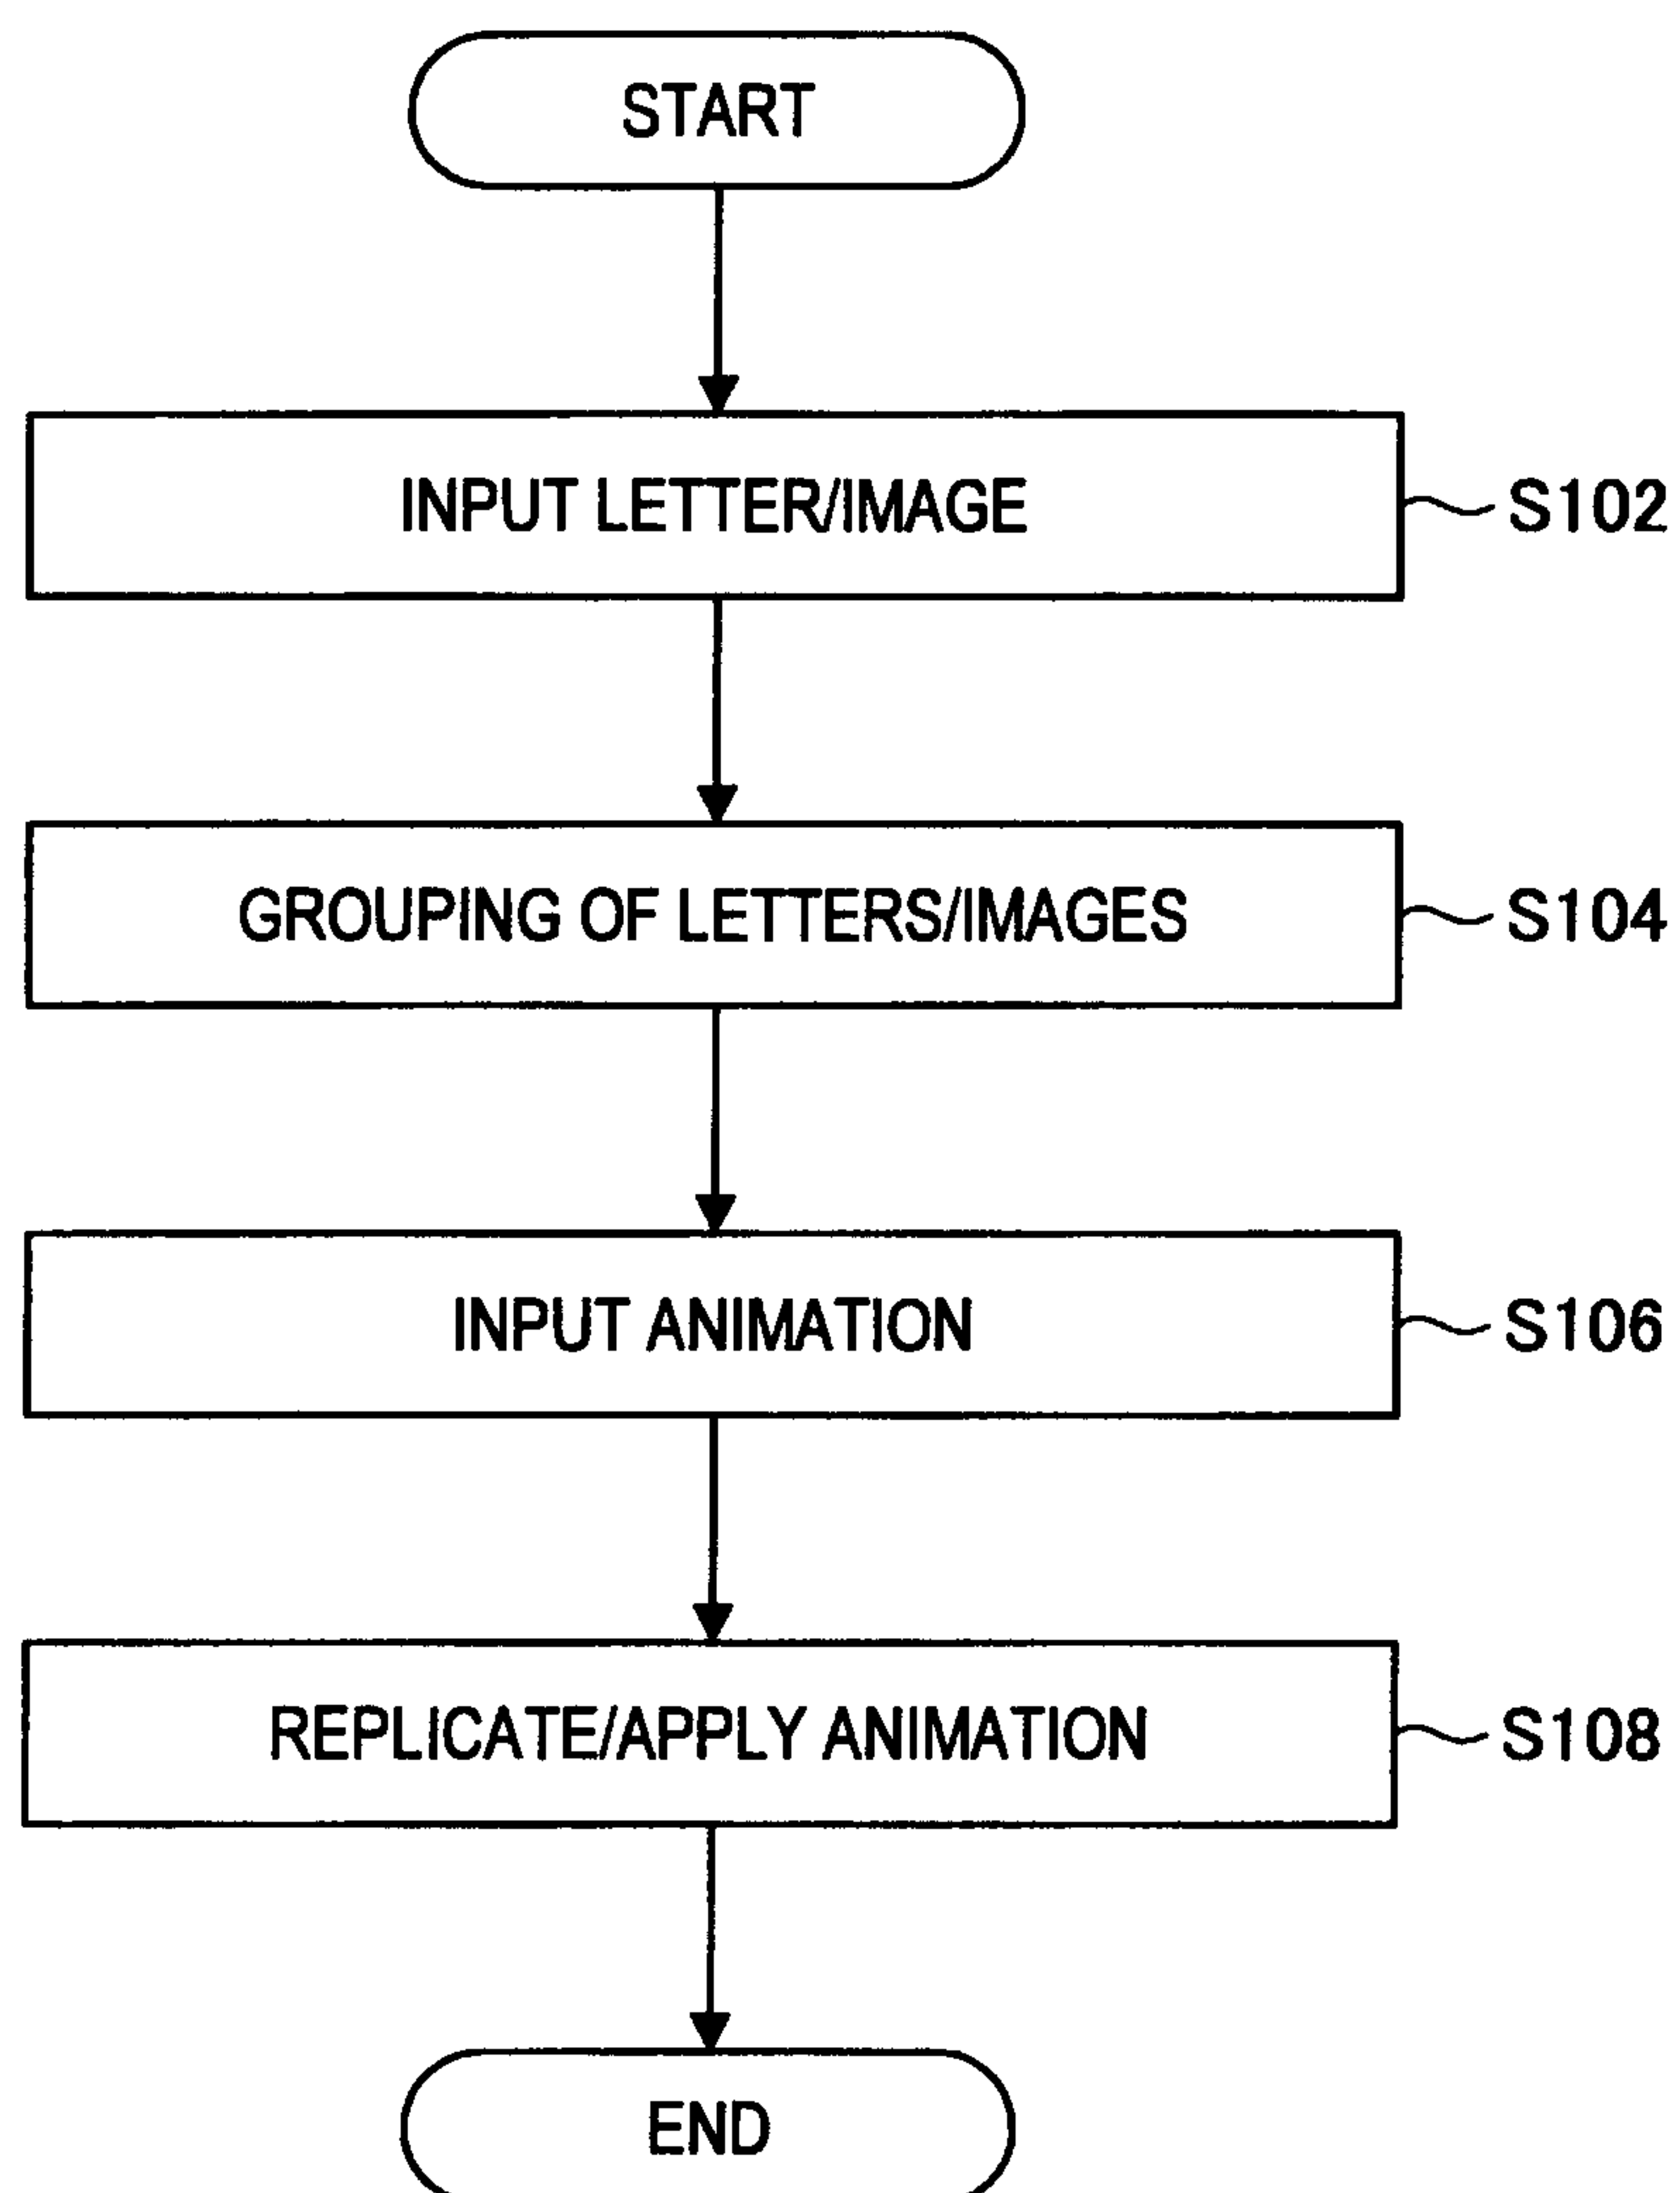 START
INPUT LETTER/IMAGE
S102
GROUPING OF LETTERS/IMAGES
S104
INPUT ANIMATION
S106
REPLICATE/APPLY ANIMATION
S108
END